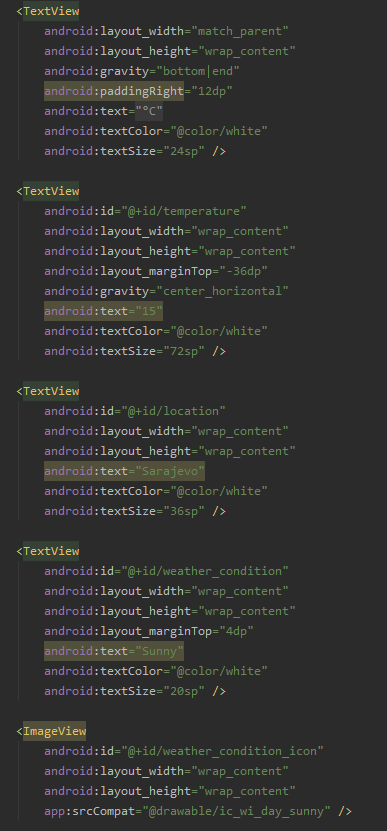 <TextView
android:layout_width="match_parent"
android:layout_height="wrap_content"
android:gravity="bottom|end"
android:paddingRight="12dp"
android:text="°C"
android:textColor="@color/white"
android:textSize="24sp" />
<TextView
android:id="@+id/temperature"
android:layout_width="wrap_content"
android:layout_height="wrap_content"
android:layout_marginTop="-36dp"
android:gravity="center_horizontal"
android:text="15"
android:textColor="@color/white"
android:textSize="72sp" />
<TextView
android:id="@+id/location"
android:layout_width="wrap_content"
android:layout_height="wrap_content"
android:text="Sarajevo"
android:textColor="@color/white"
android:textSize="36sp" />
<TextView
android:id="@+id/weather_condition"
android:layout_width="wrap_content"
android:layout_height="wrap_content"
android:layout_marginTop="4dp"
android:text="Sunny"
android:textColor="@color/white"
android:textSize="20sp" />
<ImageView
android:id="@+id/weather_condition_icon"
android:layout_width="wrap_content"
android:layout_height="wrap_content"
app:srcCompat="@drawable/ic_wi_day_sunny" />